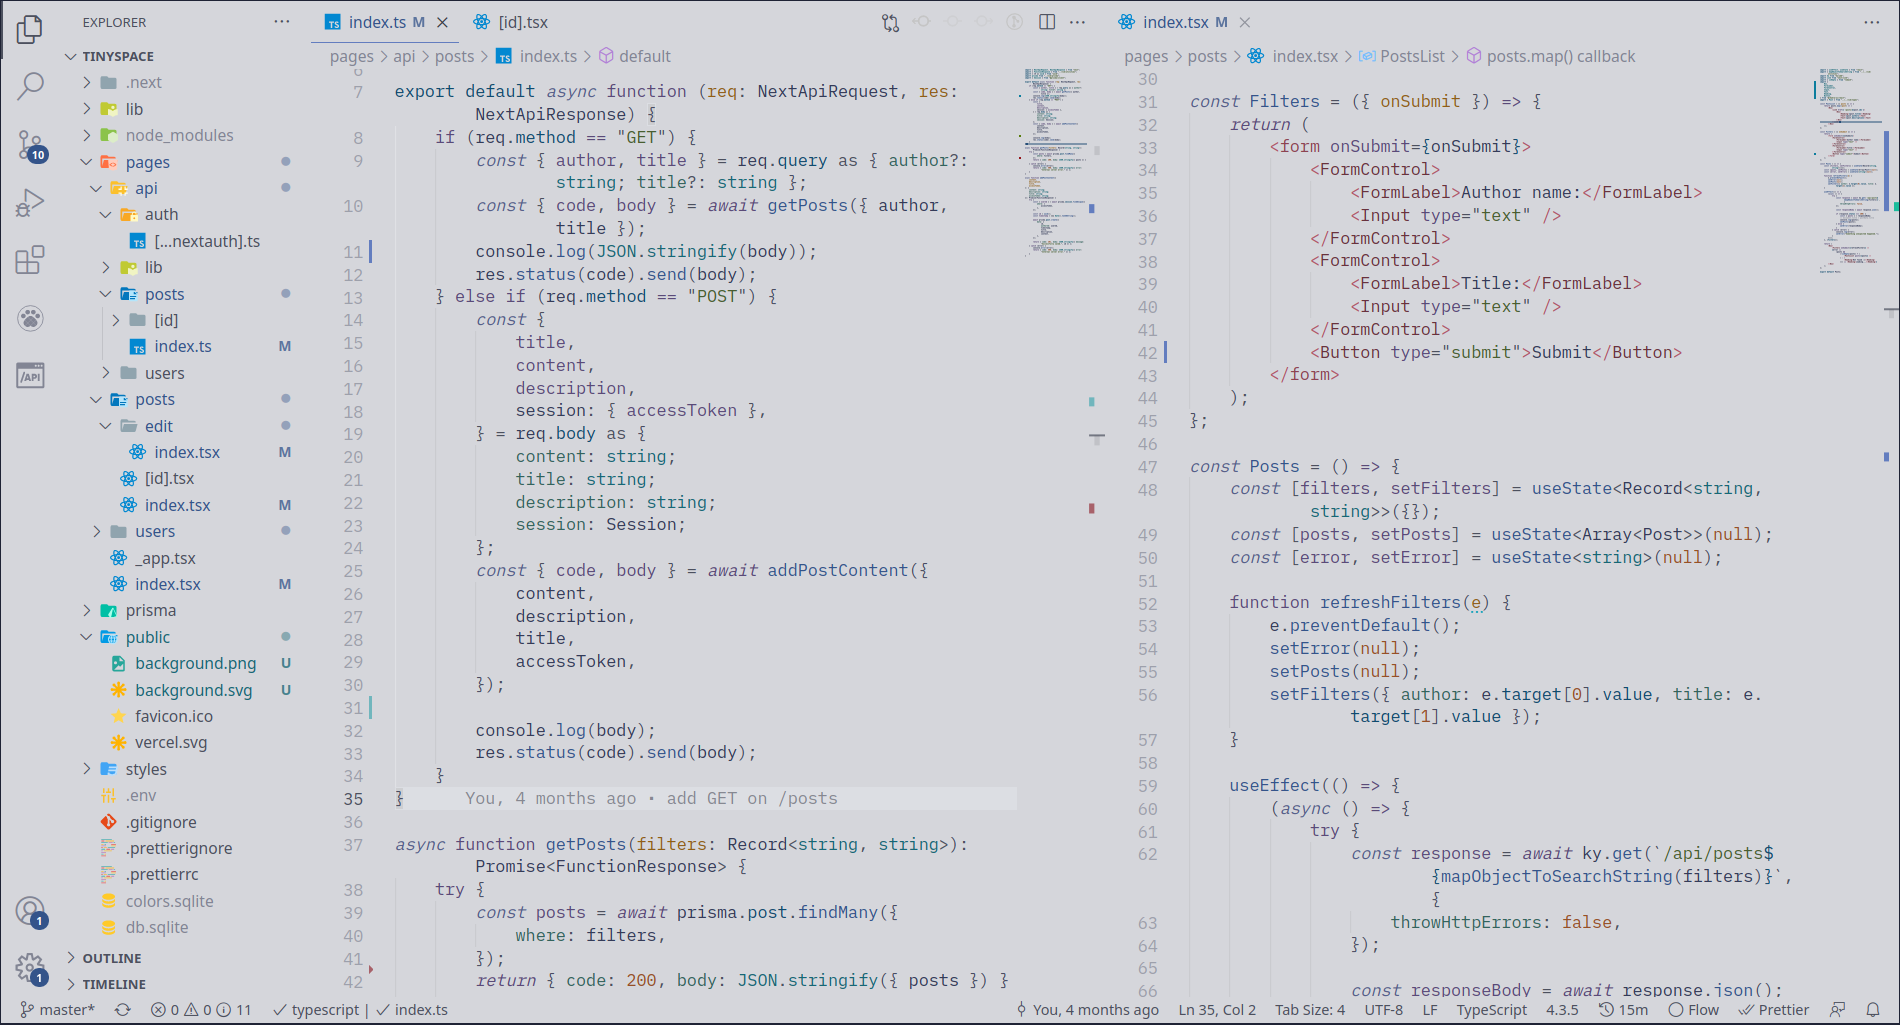 EXPLORER
TINYSPACE
.next
lib
node_modules
pages
api
auth
[...nextauth].ts
lib
posts
[id]
index.ts M
users
posts
edit
index.tsx M
[id].tsx
index.tsx M
users
_app.tsx
index.tsx M
prisma
public
background.png U
background.svg U
favicon.ico
vercel.svg
styles
.env
.gitignore
.prettierignore
.prettierrc
colors.sqlite
db.sqlite
OUTLINE
TIMELINE
10
/API
1
1
index.ts M
[id].tsx
pages > api > posts > index.ts > default
7 export default async function (req: NextApiRequest, res:
NextApiResponse) {
8 if (req.method == "GET") {
9 const { author, title } = req.query as { author?:
string; title?: string };
10 const { code, body } = await getPosts({ author,
title });
11 console.log(JSON.stringify(body));
12 res.status(code).send(body);
13 } else if (req.method == "POST") {
14 const {
15 title,
16 content,
17 description,
18 session: { accessToken },
19 } = req.body as {
20 content: string;
21 title: string;
22 description: string;
23 session: Session;
24 };
25 const { code, body } = await addPostContent({
26 content,
27 description,
28 title,
29 accessToken,
30 });
31
32 console.log(body);
33 res.status(code).send(body);
34 }
35 } You, 4 months ago • add GET on /posts
36
37 async function getPosts(filters: Record<string, string>):
Promise<FunctionResponse> {
38 try {
39 const posts = await prisma.post.findMany({
40 where: filters,
41 });
42 return { code: 200, body: JSON.stringify({ posts }) }
index.tsx M
pages > posts > index.tsx > PostsList > posts.map() callback
30
31 const Filters = ({ onSubmit }) => {
32 return (
33 <form onSubmit={onSubmit}>
34 <FormControl>
35 <FormLabel>Author name:</FormLabel>
36 <Input type="text" />
37 </FormControl>
38 <FormControl>
39 <FormLabel>Title:</FormLabel>
40 <Input type="text" />
41 </FormControl>
42 <Button type="submit">Submit</Button>
43 </form>
44 );
45 };
46
47 const Posts = () => {
48 const [filters, setFilters] = useState<Record<string,
string>>({});
49 const [posts, setPosts] = useState<Array<Post>>(null);
50 const [error, setError] = useState<string>(null);
51
52 function refreshFilters(e) {
53 e.preventDefault();
54 setError(null);
55 setPosts(null);
56 setFilters({ author: e.target[0].value, title: e.
target[1].value });
57 }
58
59 useEffect(() => {
60 (async () => {
61 try {
62 const response = await ky.get(`/api/posts$
{mapObjectToSearchString(filters)}`,
{
63 throwHttpErrors: false,
64 });
65
66 const responseBody = await response.json();
master* 0 0 11 typescript | index.ts You, 4 months ago Ln 35, Col 2 Tab Size: 4 UTF-8 LF TypeScript 4.3.5 15m Flow Prettier